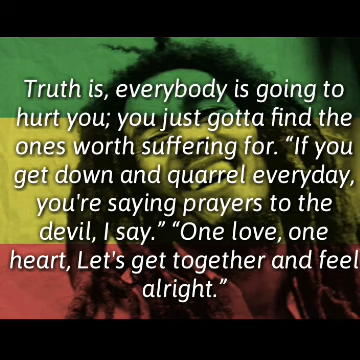 Truth is, everybody is going to
hurt you; you just gotta find the
ones worth suffering for. “If you
get down and quarrel everyday,
you're saying prayers to the
devil, I say.” “One love, one
heart, Let's get together and feel
alright.”